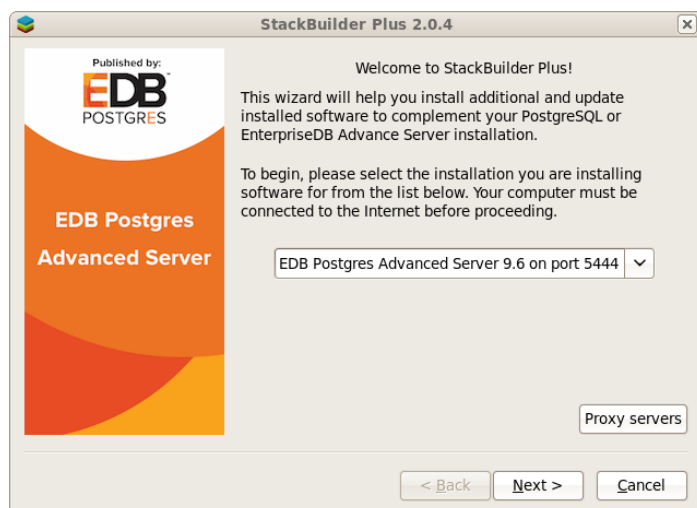 StackBuilder Plus 2.0.4
Published by:
EDB
POSTGRES
EDB Postgres
Advanced Server
Welcome to StackBuilder Plus!
This wizard will help you install additional and update
installed software to complement your PostgreSQL or
EnterpriseDB Advance Server installation.
To begin, please select the installation you are installing
software for from the list below. Your computer must be
connected to the Internet before proceeding.
EDB Postgres Advanced Server 9.6 on port 5444
Proxy servers
< Back
Next >
Cancel